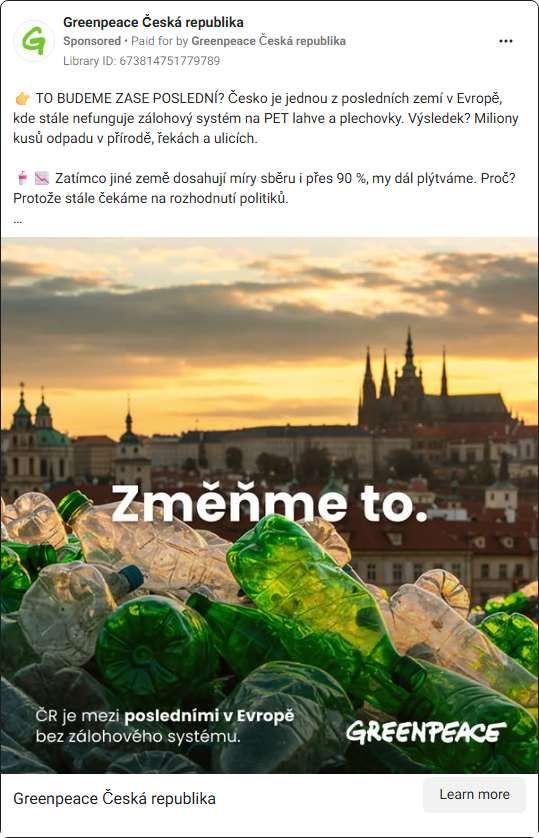 Greenpeace Česká republika
Sponsored • Paid for by Greenpeace Česká republika
Library ID: 673814751779789
👉 TO BUDEME ZASE POSLEDNÍ? Česko je jednou z posledních zemí v Evropě,
kde stále nefunguje zálohový systém na PET lahve a plechovky. Výsledek? Miliony
kusů odpadu v přírodě, řekách a ulicích.
🥤📉 Zatímco jiné země dosahují míry sběru i přes 90 %, my dál plýtváme. Proč?
Protože stále čekáme na rozhodnutí politiků.
...
Změňme to.
ČR je mezi posledními v Evropě
bez zálohového systému.
GREENPEACE
Greenpeace Česká republika
Learn more